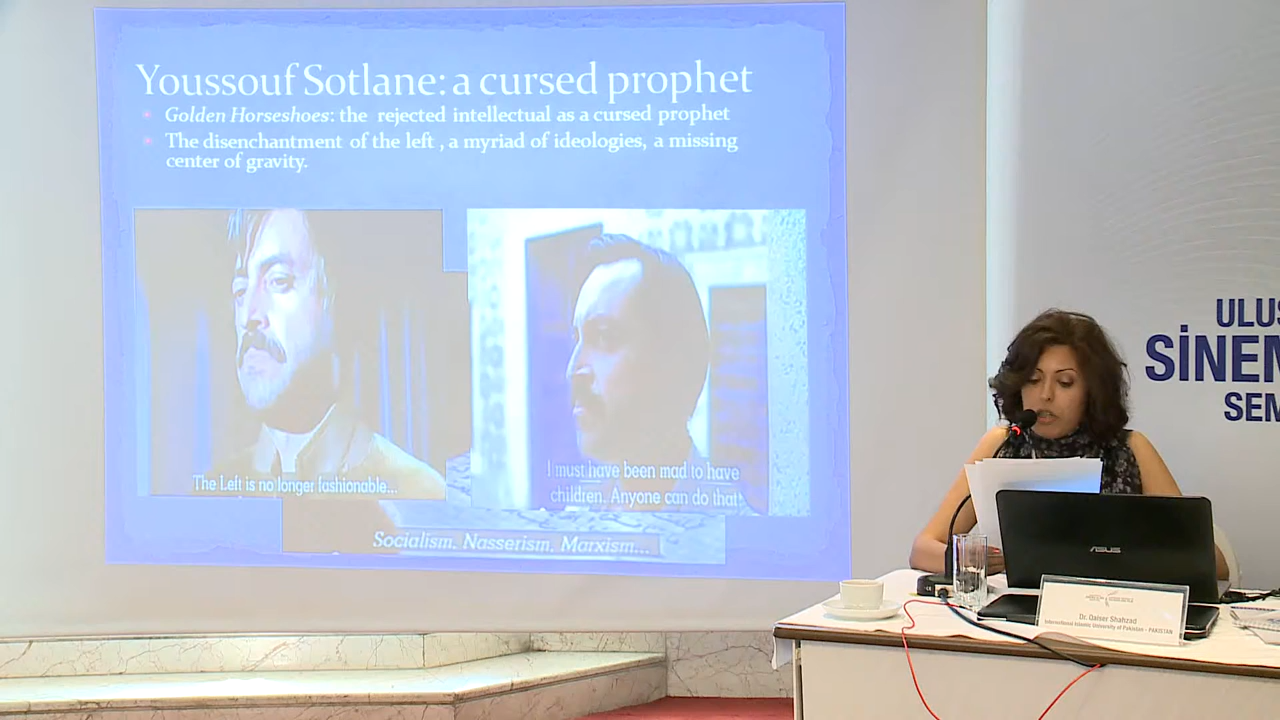 Youssouf Sotlane: a cursed prophet
Golden Horseshoes: the rejected intellectual as a cursed prophet
The disenchantment of the left , a myriad of ideologies, a missing
center of gravity.
The Left is no longer fashionable...
I must have been mad to have
children. Anyone can do that
Socialism. Nasserism. Marxism...
ULUS
SİNEM
SEM
ASUS
Dr. Qaiser Shahzad
International Islamic University of Pakistan - PAKISTAN